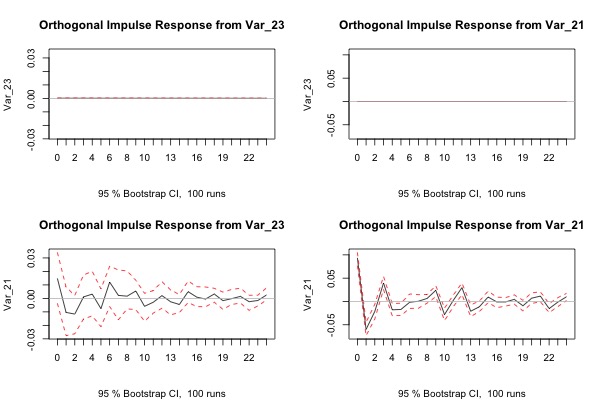 Orthogonal Impulse Response from Var_23
Orthogonal Impulse Response from Var_21
Var_23
-0.03 0.00 0.03
0 2 4 6 8 10 13 16 19 22
95 % Bootstrap CI, 100 runs
Var_23
-0.05 0.05
0 2 4 6 8 10 13 16 19 22
95 % Bootstrap CI, 100 runs
Orthogonal Impulse Response from Var_23
Orthogonal Impulse Response from Var_21
Var_21
-0.03 0.00 0.03
0 2 4 6 8 10 13 16 19 22
95 % Bootstrap CI, 100 runs
Var_21
-0.05 0.05
0 2 4 6 8 10 13 16 19 22
95 % Bootstrap CI, 100 runs